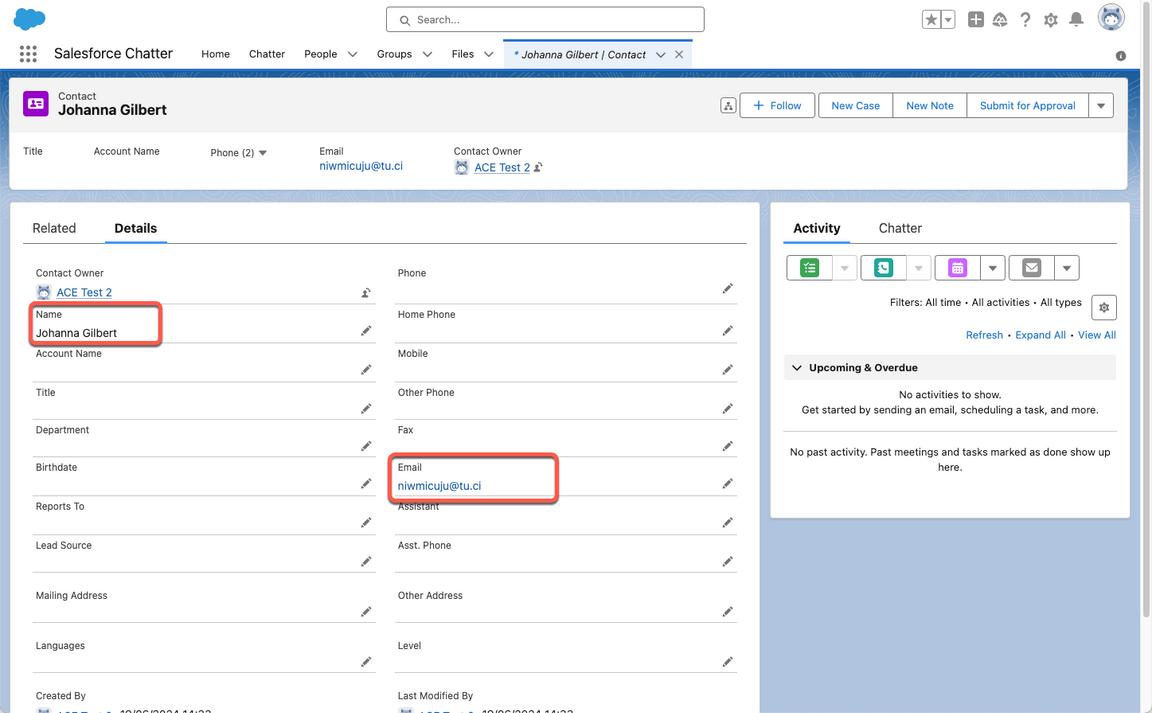 Search...
Salesforce Chatter Home Chatter People Groups Files * Johanna Gilbert | Contact
Contact
Johanna Gilbert
Follow New Case New Note Submit for Approval
Title Account Name Phone (2) Email Contact Owner
niwmicuju@tu.ci ACE Test 2
Related Details
Contact Owner Phone
ACE Test 2
Name Home Phone
Johanna Gilbert
Account Name Mobile
Title Other Phone
Department Fax
Birthdate Email
niwmicuju@tu.ci
Reports To Assistant
Lead Source Asst. Phone
Mailing Address Other Address
Languages Level
Created By Last Modified By
Activity Chatter
Filters: All time • All activities • All types
Refresh • Expand All • View All
Upcoming & Overdue
No activities to show.
Get started by sending an email, scheduling a task, and more.
No past activity. Past meetings and tasks marked as done show up
here.